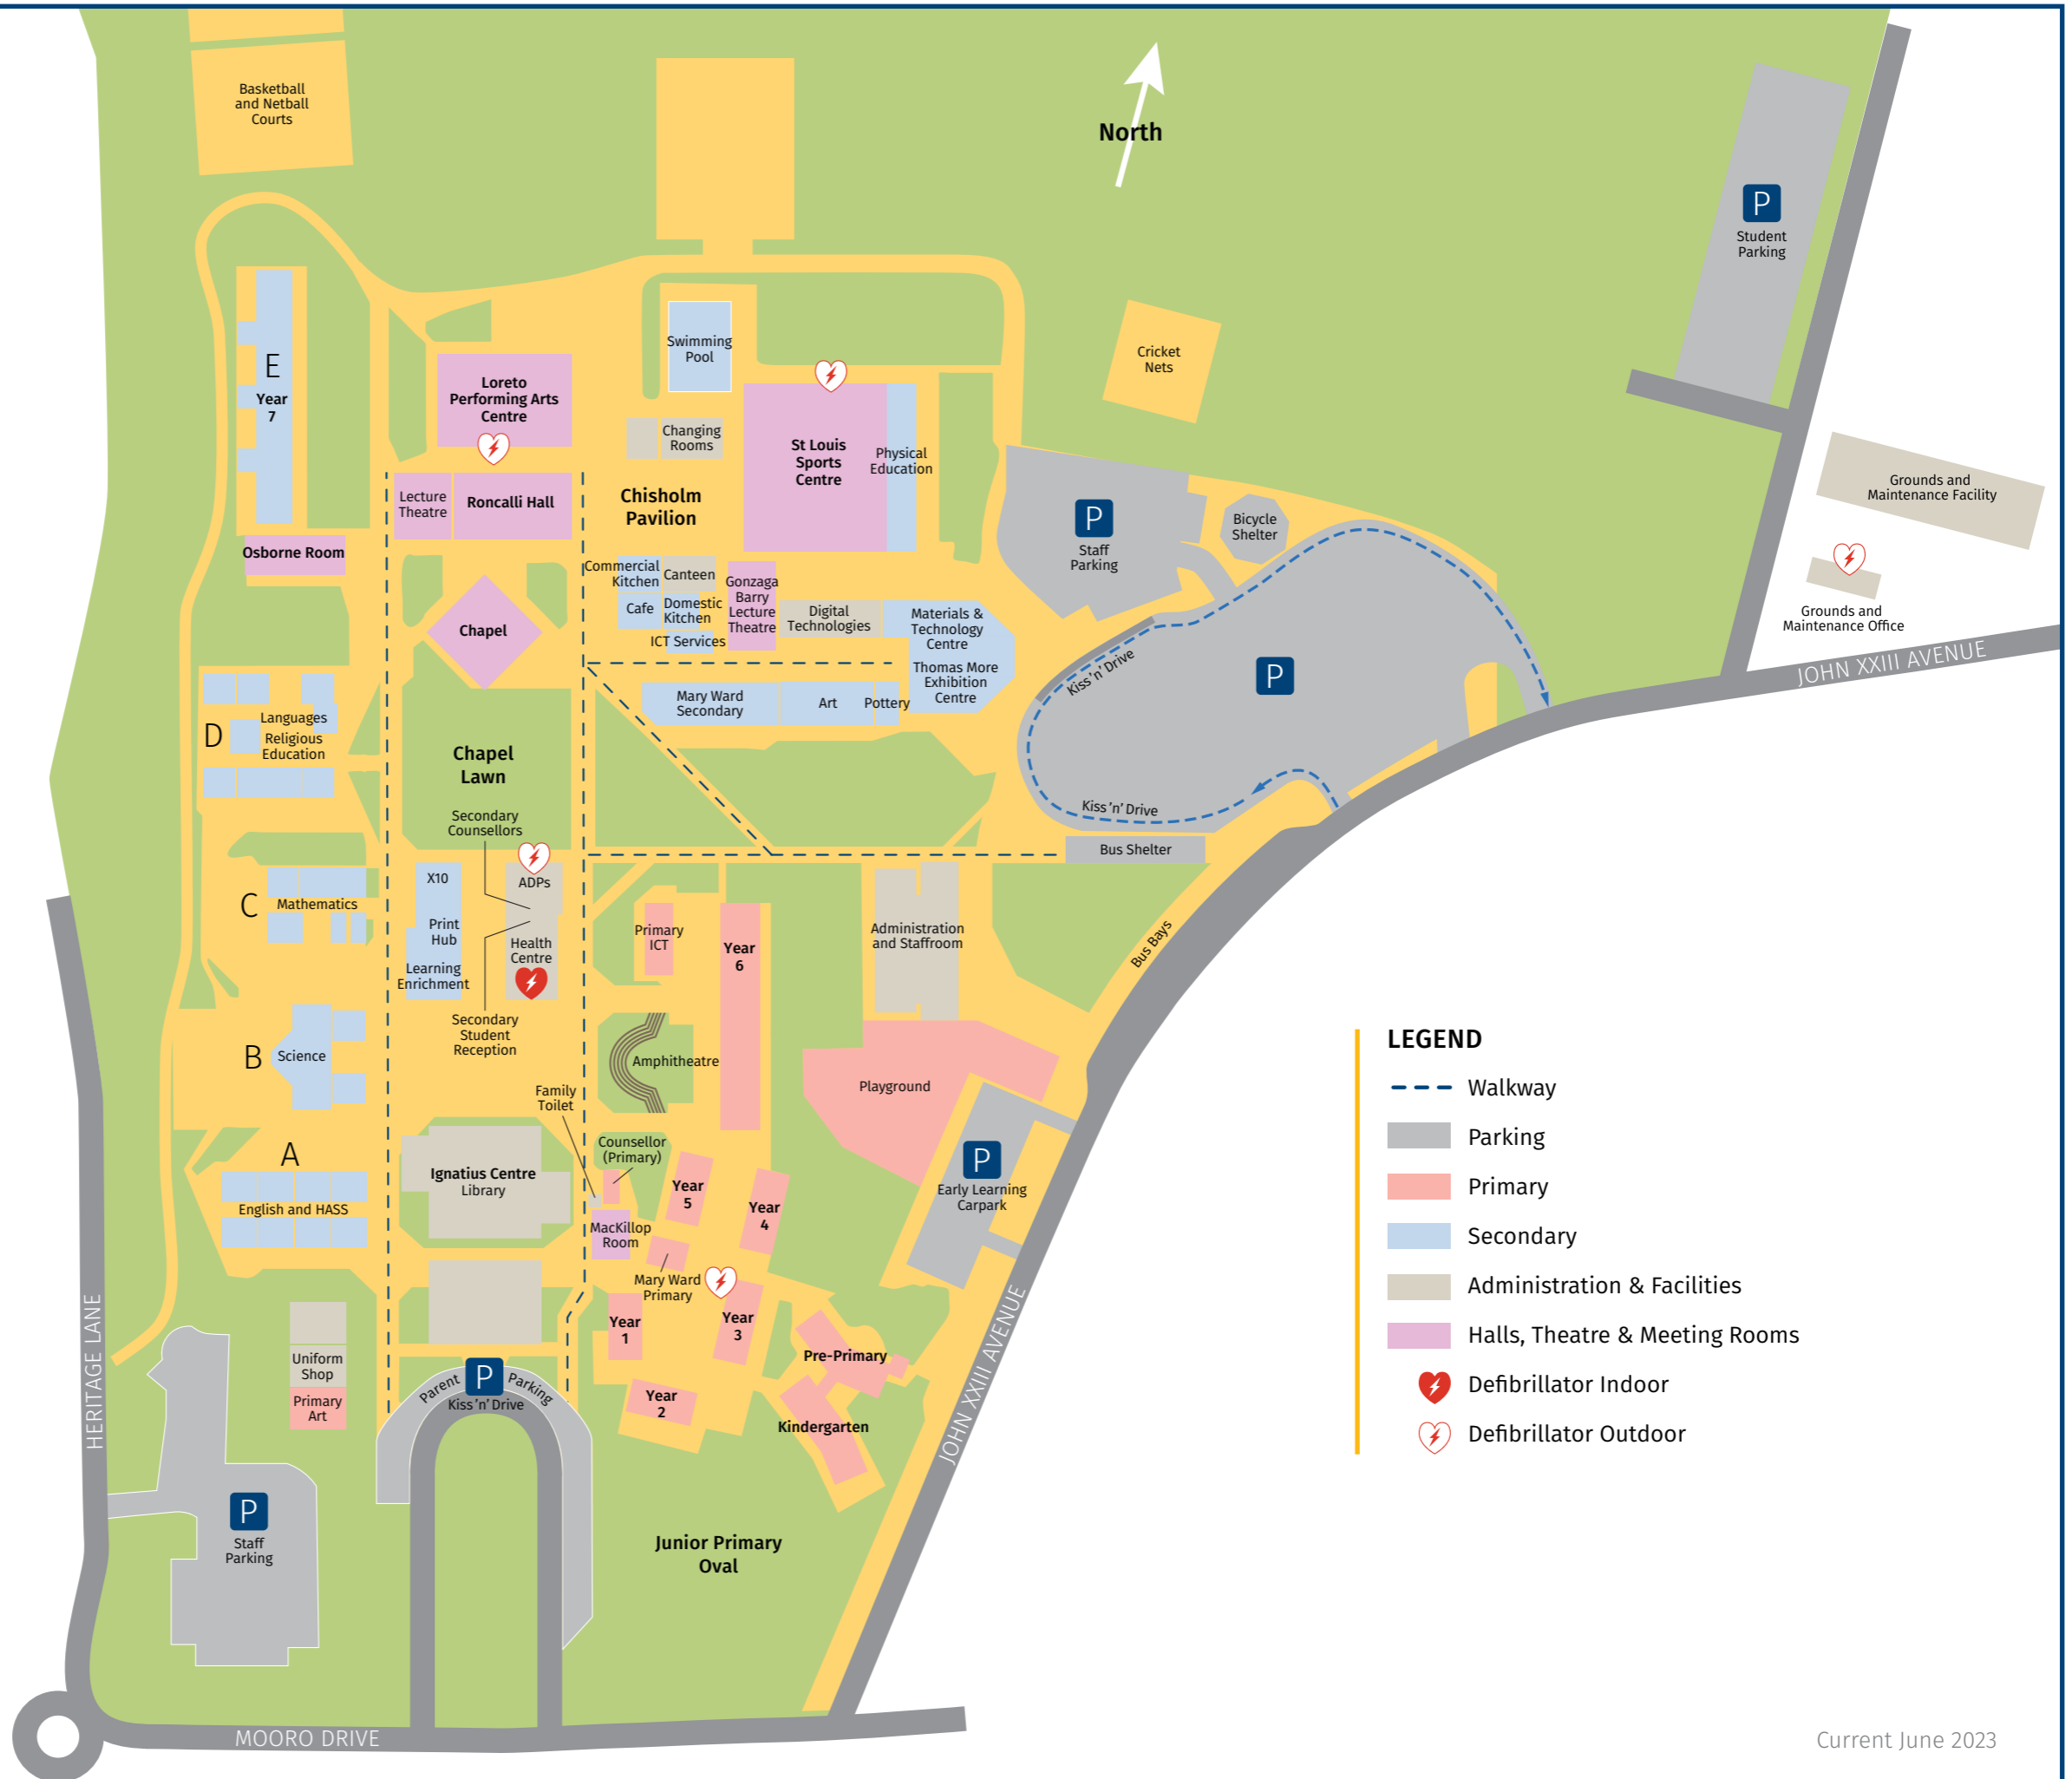 Basketball
and Netball
Courts
North
P
Student
Parking
Swimming
Pool
Cricket
Nets
E
Year
7
Loreto
Performing Arts
Centre
Changing
Rooms
St Louis
Sports
Centre
Physical
Education
Grounds and
Maintenance Facility
Lecture
Theatre
Roncalli Hall
Chisholm
Pavilion
P
Staff
Parking
Bicycle
Shelter
Osborne Room
Commercial
Kitchen
Canteen
Gonzaga
Barry
Lecture
Theatre
Cafe
Domestic
Kitchen
ICT Services
Digital
Technologies
Materials &
Technology
Centre
Thomas More
Exhibition
Centre
Grounds and
Maintenance Office
JOHN XXIII AVENUE
Chapel
Kiss 'n' Drive
P
Mary Ward
Secondary
Art
Pottery
D
Languages
Religious
Education
Chapel
Lawn
Kiss 'n' Drive
Secondary
Counsellors
Bus Shelter
X10
ADPs
C
Mathematics
Print
Hub
Health
Centre
Learning
Enrichment
Primary
ICT
Year
6
Administration
and Staffroom
Bus Bays
Secondary
Student
Reception
B
Science
Amphitheatre
Playground
Family
Toilet
Counsellor
(Primary)
A
English and HASS
Ignatius Centre
Library
Year
5
Year
4
P
Early Learning
Carpark
MacKillop
Room
Mary Ward
Primary
Year
1
Year
3
Pre-Primary
Year
2
Kindergarten
JOHN XXIII AVENUE
HERITAGE LANE
Uniform
Shop
Primary
Art
Parent
P
Parking
Kiss 'n' Drive
P
Staff
Parking
Junior Primary
Oval
MOORO DRIVE
LEGEND
Walkway
Parking
Primary
Secondary
Administration & Facilities
Halls, Theatre & Meeting Rooms
Defibrillator Indoor
Defibrillator Outdoor
Current June 2023